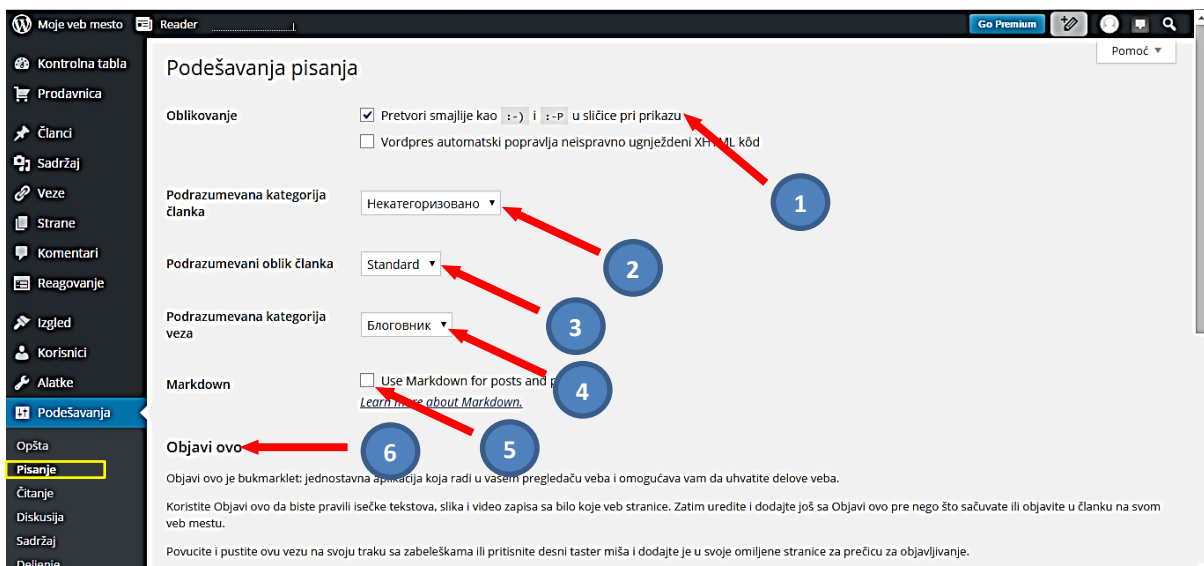 Moje veb mesto Reader Go Premium
Pomoć
Kontrolna tabla
Prodavnica
Članci
Sadržaj
Veze
Strane
Komentari
Reagovanje
Izgled
Korisnici
Alatke
Podešavanja
Opšta
Pisanje
Čitanje
Diskusija
Sadržaj
Deljenje
Podešavanja pisanja
Oblikovanje
Pretvori smajlije kao :-) i :-P u sličice pri prikazu
Vordpres automatski popravlja neispravno ugnježdeni XHTML kôd
1
Podrazumevana kategorija
članka
Некатегоризовано
2
Podrazumevani oblik članka
Standard
3
Podrazumevana kategorija
veza
Блоговник
4
Markdown
Use Markdown for posts and
Learn more about Markdown.
5
Objavi ovo
6
Objavi ovo je bukmarklet: jednostavna aplikacija koja radi u vašem pregledaču veba i omogućava vam da uhvatite delove veba.
Koristite Objavi ovo da biste pravili isečke tekstova, slika i video zapisa sa bilo koje veb stranice. Zatim uredite i dodajte još sa Objavi ovo pre nego što sačuvate ili objavite u članku na svom
veb mestu.
Povucite i pustite ovu vezu na svoju traku sa zabeleškama ili pritisnite desni taster miša i dodajte je u svoje omiljene stranice za prečicu za objavljivanje.